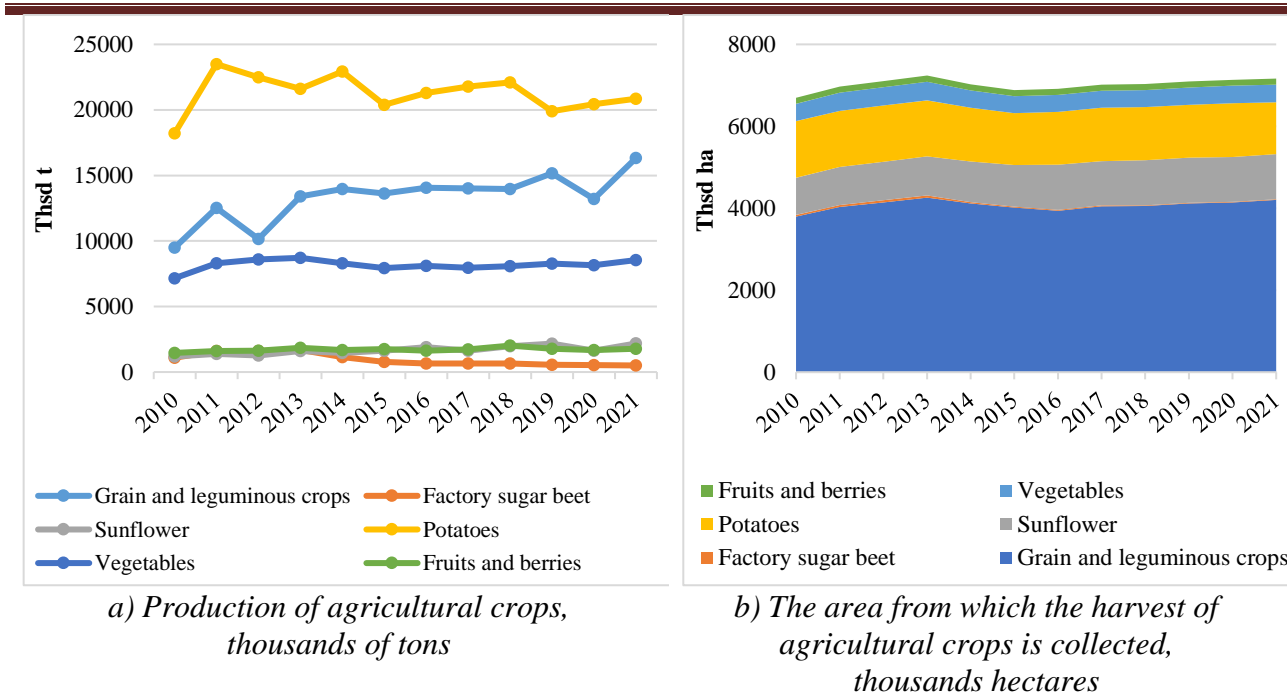 25000
20000
15000
10000
5000
0
Thsd t
2010 2011 2012 2013 2014 2015 2016 2017 2018 2019 2020 2021
Grain and leguminous crops Factory sugar beet
Sunflower Potatoes
Vegetables Fruits and berries
a) Production of agricultural crops,
thousands of tons
8000
6000
4000
2000
0
Thsd ha
2010 2011 2012 2013 2014 2015 2016 2017 2018 2019 2020 2021
Fruits and berries Vegetables
Potatoes Sunflower
Factory sugar beet Grain and leguminous crops
b) The area from which the harvest of
agricultural crops is collected,
thousands hectares